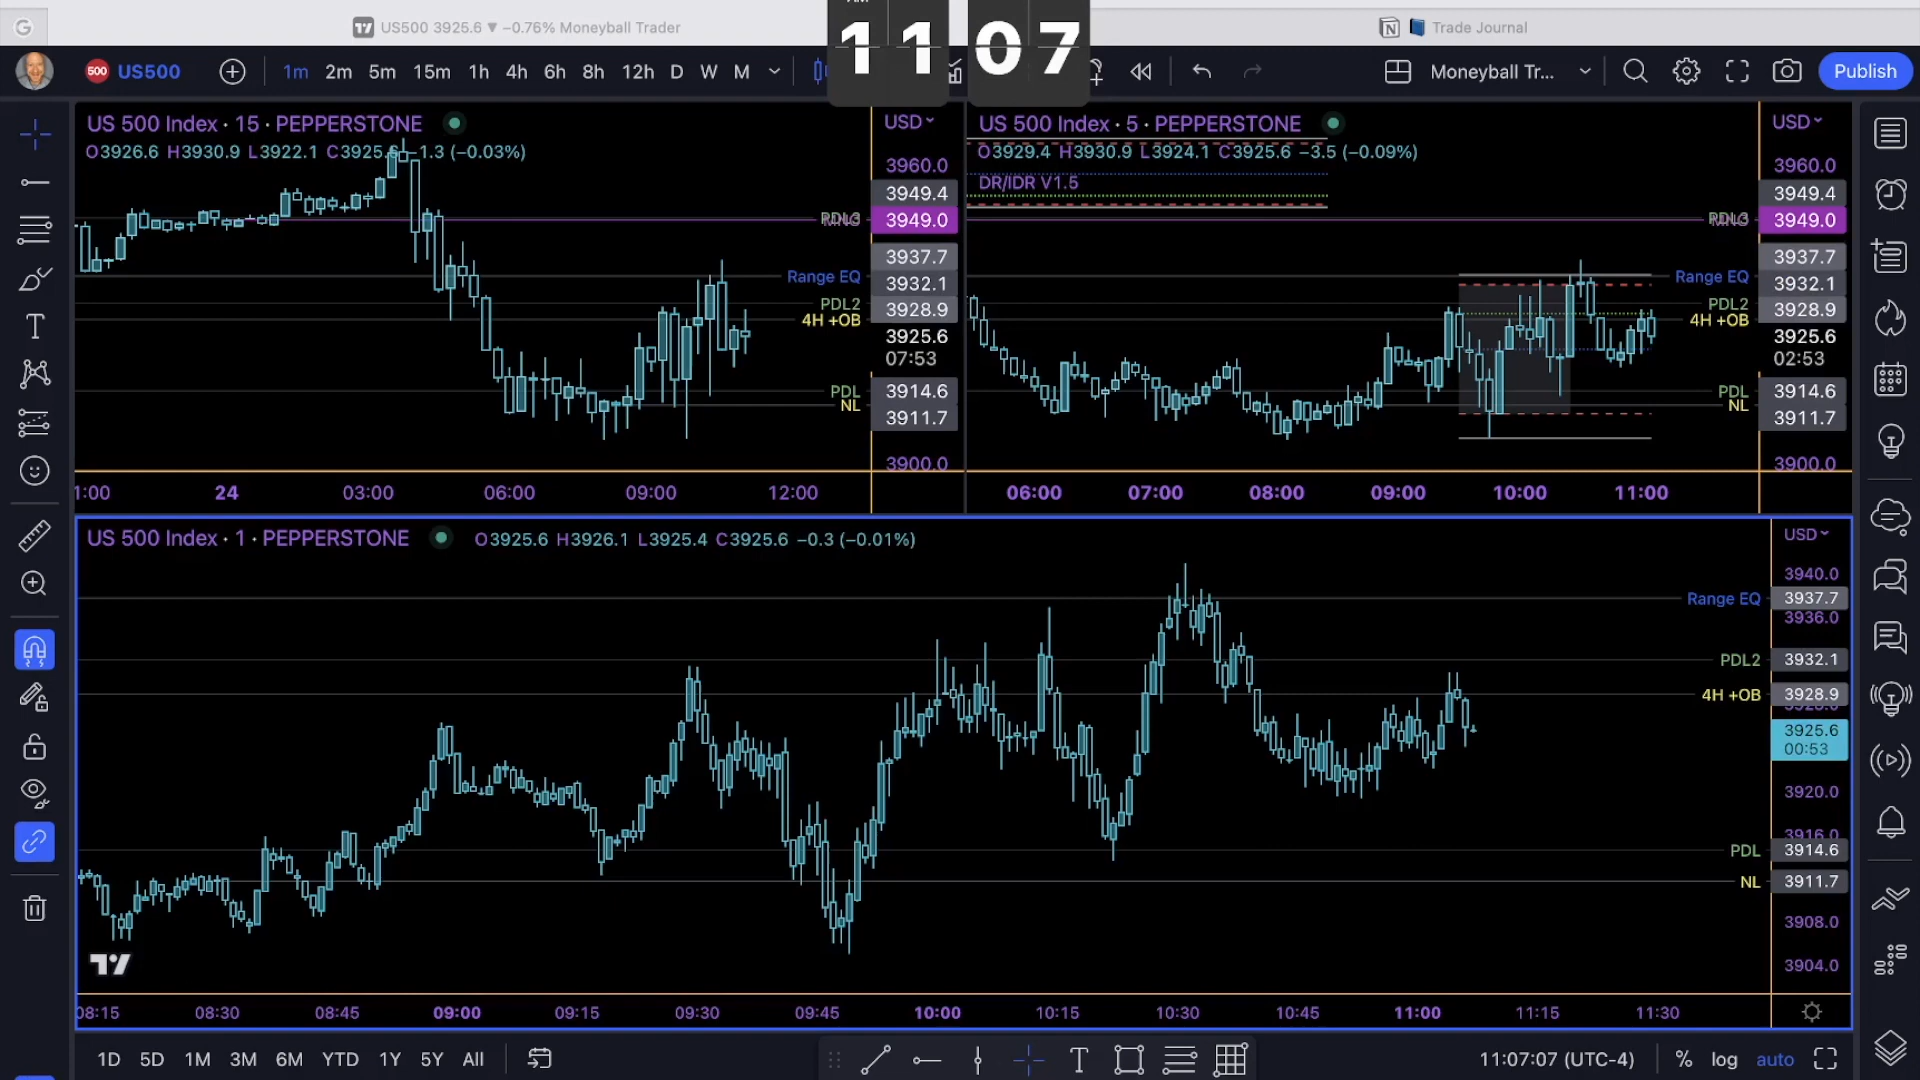 US500 3925.6 ▼ −0.76% Moneyball Trader
Trade Journal
11 07
500 US500
1m 2m 5m 15m 1h 4h 6h 8h 12h D W M
Moneyball Tr...
Publish
US 500 Index · 15 · PEPPERSTONE
O3926.6 H3930.9 L3922.1 C3925.6 −1.3 (−0.03%)
USD
3960.0
3949.4
3949.0
3937.7
Range EQ
3932.1
PDL2
3928.9
4H +OB
3925.6
07:53
PDL
3914.6
NL
3911.7
3900.0
24 03:00 06:00 09:00 12:00
US 500 Index · 5 · PEPPERSTONE
O3929.4 H3930.9 L3924.1 C3925.6 −3.5 (−0.09%)
DR/IDR V1.5
USD
3960.0
3949.4
3949.0
3937.7
Range EQ
3932.1
PDL2
3928.9
4H +OB
3925.6
02:53
PDL
3914.6
NL
3911.7
3900.0
06:00 07:00 08:00 09:00 10:00 11:00
US 500 Index · 1 · PEPPERSTONE
O3925.6 H3926.1 L3925.4 C3925.6 −0.3 (−0.01%)
USD
3940.0
Range EQ 3937.7
3936.0
PDL2 3932.1
4H +OB 3928.9
3925.6
00:53
3920.0
3916.0
PDL 3914.6
NL 3911.7
3908.0
3904.0
08:15 08:30 08:45 09:00 09:15 09:30 09:45 10:00 10:15 10:30 10:45 11:00 11:15 11:30
1D 5D 1M 3M 6M YTD 1Y 5Y All
11:07:07 (UTC-4) % log auto